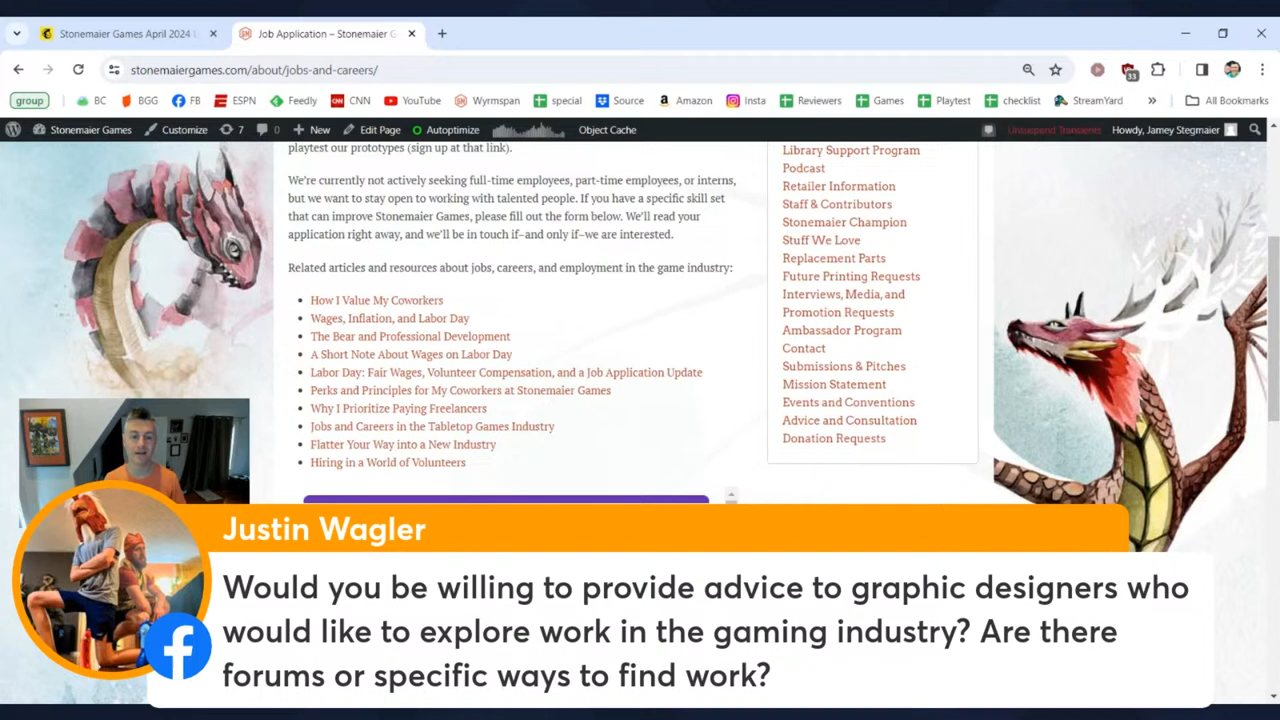 Stonemaier Games April 2024 U
Job Application – Stonemaier G
stonemaiergames.com/about/jobs-and-careers/
33
group
BC
BGG
FB
ESPN
Feedly
CNN
YouTube
Wyrmspan
special
Source
Amazon
Insta
Reviewers
Games
Playtest
checklist
StreamYard
»
All Bookmarks
Stonemaier Games
Customize
7
0
New
Edit Page
Autoptimize
Object Cache
Unsuspend Transients
Howdy, Jamey Stegmaier
playtest our prototypes (sign up at that link).
We're currently not actively seeking full-time employees, part-time employees, or interns,
but we want to stay open to working with talented people. If you have a specific skill set
that can improve Stonemaier Games, please fill out the form below. We'll read your
application right away, and we'll be in touch if–and only if–we are interested.
Related articles and resources about jobs, careers, and employment in the game industry:
How I Value My Coworkers
Wages, Inflation, and Labor Day
The Bear and Professional Development
A Short Note About Wages on Labor Day
Labor Day: Fair Wages, Volunteer Compensation, and a Job Application Update
Perks and Principles for My Coworkers at Stonemaier Games
Why I Prioritize Paying Freelancers
Jobs and Careers in the Tabletop Games Industry
Flatter Your Way into a New Industry
Hiring in a World of Volunteers
Library Support Program
Podcast
Retailer Information
Staff & Contributors
Stonemaier Champion
Stuff We Love
Replacement Parts
Future Printing Requests
Interviews, Media, and
Promotion Requests
Ambassador Program
Contact
Submissions & Pitches
Mission Statement
Events and Conventions
Advice and Consultation
Donation Requests
Justin Wagler
Would you be willing to provide advice to graphic designers who
would like to explore work in the gaming industry? Are there
forums or specific ways to find work?